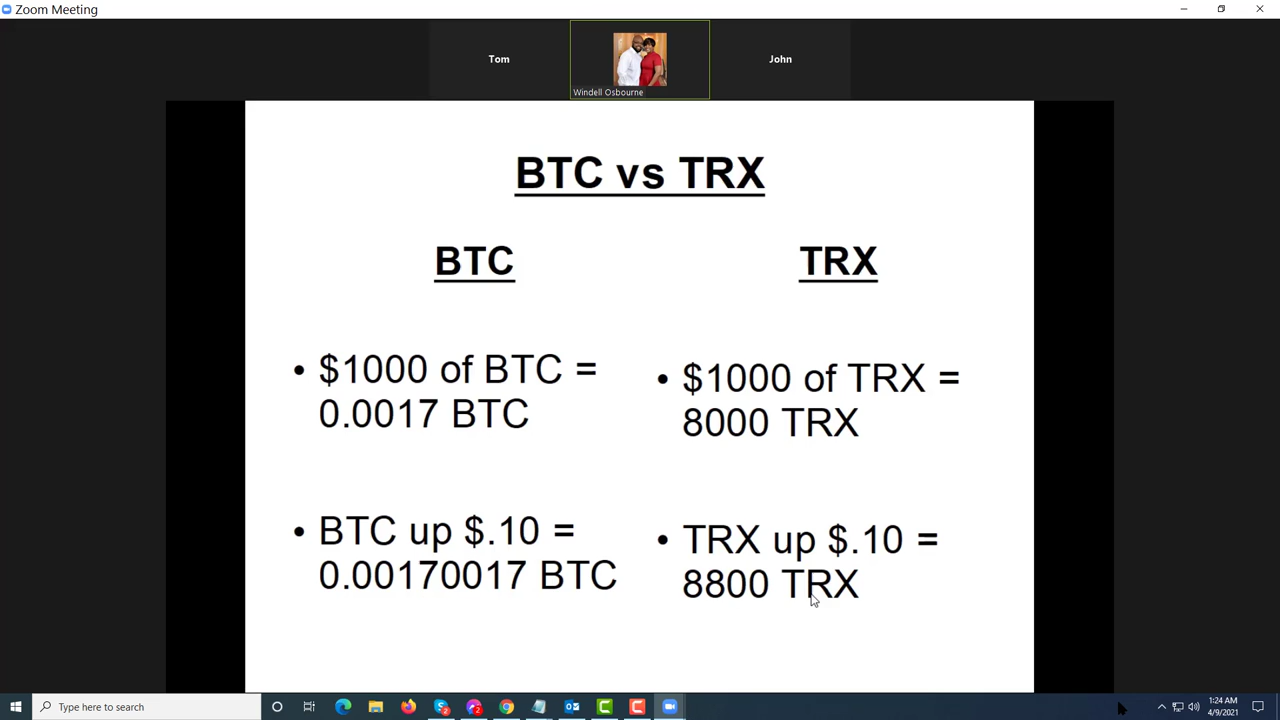 Zoom Meeting
Tom
Windell Osbourne
John
BTC vs TRX
BTC
• $1000 of BTC =
0.0017 BTC
• BTC up $.10 =
0.00170017 BTC
TRX
• $1000 of TRX =
8000 TRX
• TRX up $.10 =
8800 TRX
Type here to search
2
2
1:24 AM
4/9/2021